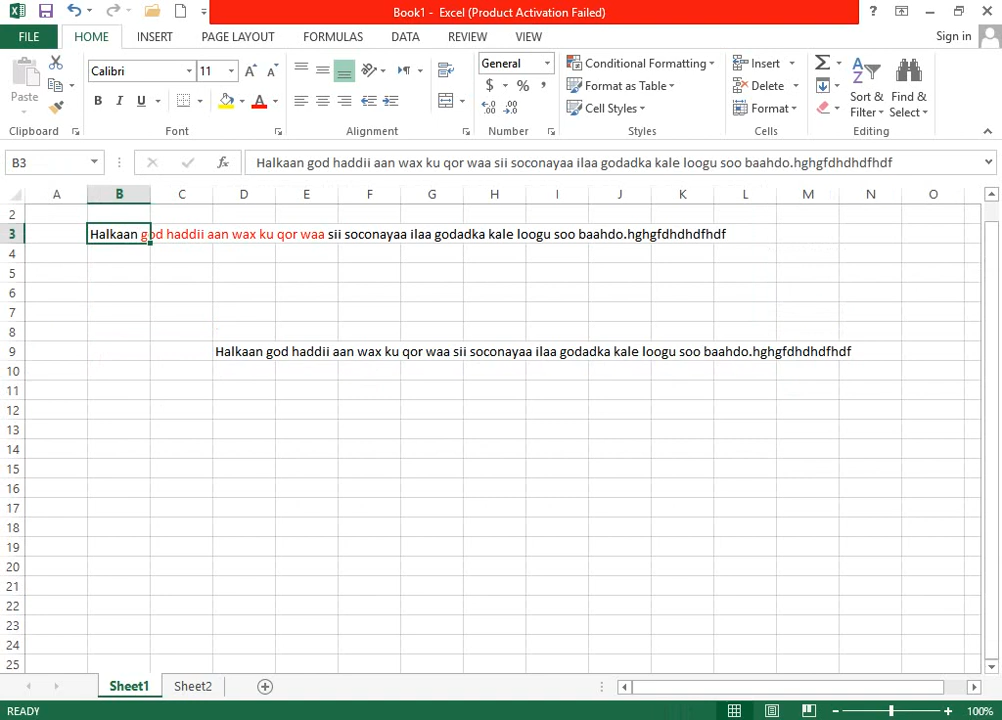 Book1 - Excel (Product Activation Failed)
FILE HOME INSERT PAGE LAYOUT FORMULAS DATA REVIEW VIEW Sign in
Calibri 11 General Conditional Formatting Insert
Paste Format as Table Delete Sort & Filter Find & Select
B I U A $ % , Cell Styles Format
Clipboard Font Alignment Number Styles Cells Editing
B3 fx Halkaan god haddii aan wax ku qor waa sii soconayaa ilaa godadka kale loogu soo baahdo.hghgfdhdhdfhdf
A B C D E F G H I J K L M N O
2
3 Halkaan god haddii aan wax ku qor waa sii soconayaa ilaa godadka kale loogu soo baahdo.hghgfdhdhdfhdf
4
5
6
7
8
9 Halkaan god haddii aan wax ku qor waa sii soconayaa ilaa godadka kale loogu soo baahdo.hghgfdhdhdfhdf
10
11
12
13
14
15
16
17
18
19
20
21
22
23
24
25
Sheet1 Sheet2
READY 100%